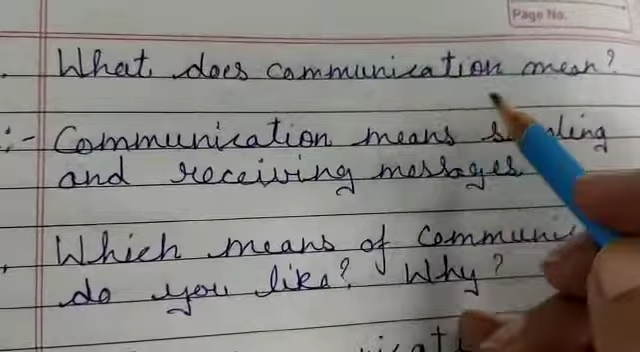 Page No.
What does communication mean?
:- Communication means
and receiving messages
Which means of
do you like? Why?